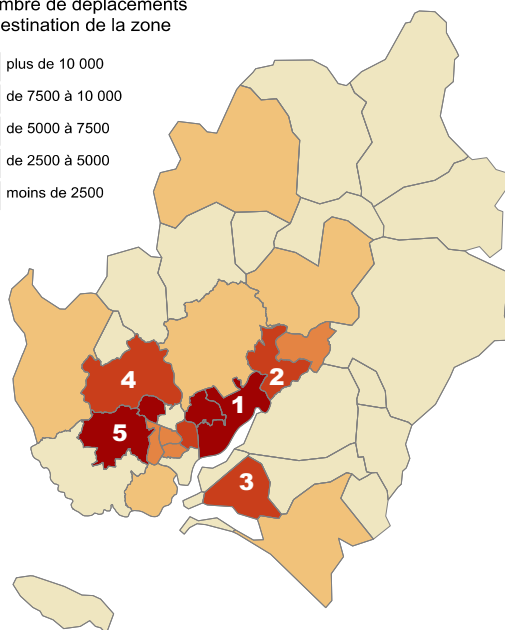 mbre de déplacements
estination de la zone
plus de 10 000
de 7500 à 10 000
de 5000 à 7500
de 2500 à 5000
moins de 2500
2
4
1
5
3